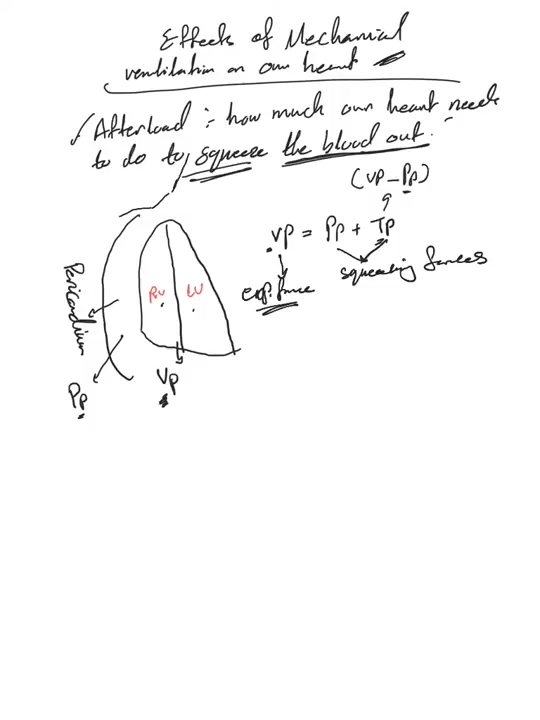 Effects of Mechanical
ventilation on our heart
✓ Afterload :- how much our heart needs
to do to squeeze the blood out.
(VP - Pp)
VP = Pp + TP
squeezing forces
exp. force
Pericardium
RV LV
Pp
Vp